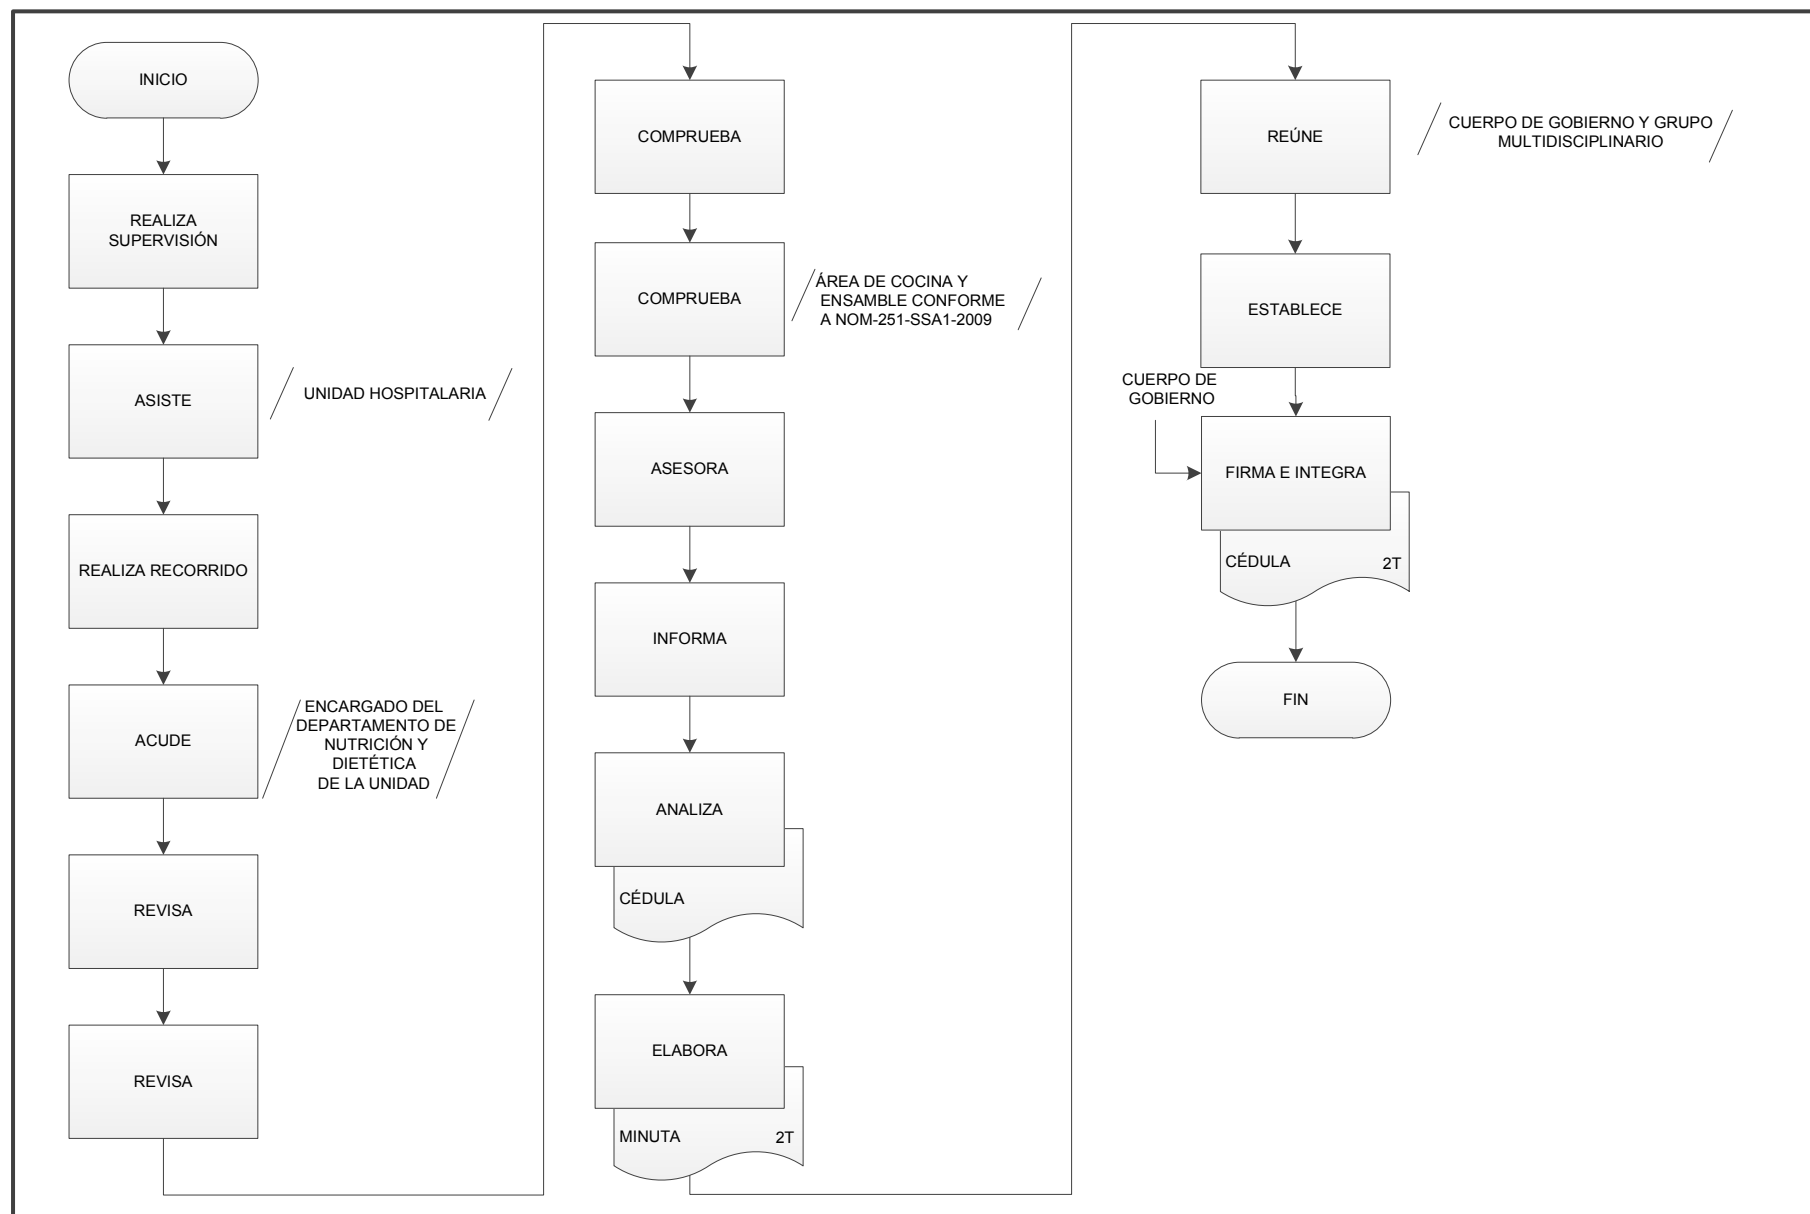 INICIO
REALIZA
SUPERVISIÓN
ASISTE
UNIDAD HOSPITALARIA
REALIZA RECORRIDO
ACUDE
ENCARGADO DEL
DEPARTAMENTO DE
NUTRICIÓN Y
DIETÉTICA
DE LA UNIDAD
REVISA
REVISA
COMPRUEBA
COMPRUEBA
ÁREA DE COCINA Y
ENSAMBLE CONFORME
A NOM-251-SSA1-2009
ASESORA
INFORMA
ANALIZA
CÉDULA
ELABORA
MINUTA 2T
REÚNE
CUERPO DE GOBIERNO Y GRUPO
MULTIDISCIPLINARIO
ESTABLECE
CUERPO DE
GOBIERNO
FIRMA E INTEGRA
CÉDULA 2T
FIN